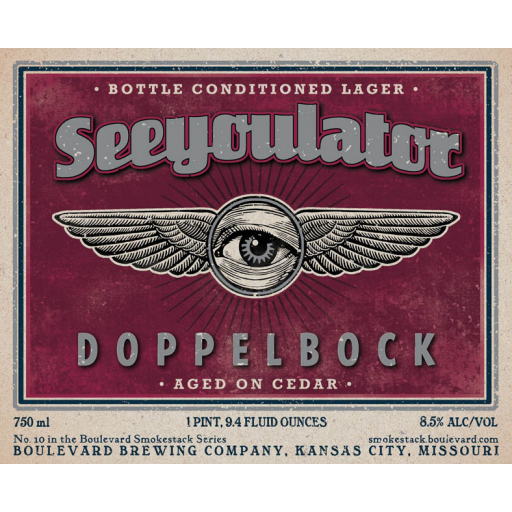 · BOTTLE CONDITIONED LAGER ·
Seeyoulator
DOPPELBOCK
· AGED ON CEDAR ·
750 ml 1 PINT, 9.4 FLUID OUNCES 8.5% ALC/VOL
No. 10 in the Boulevard Smokestack Series smokestack.boulevard.com
BOULEVARD BREWING COMPANY, KANSAS CITY, MISSOURI